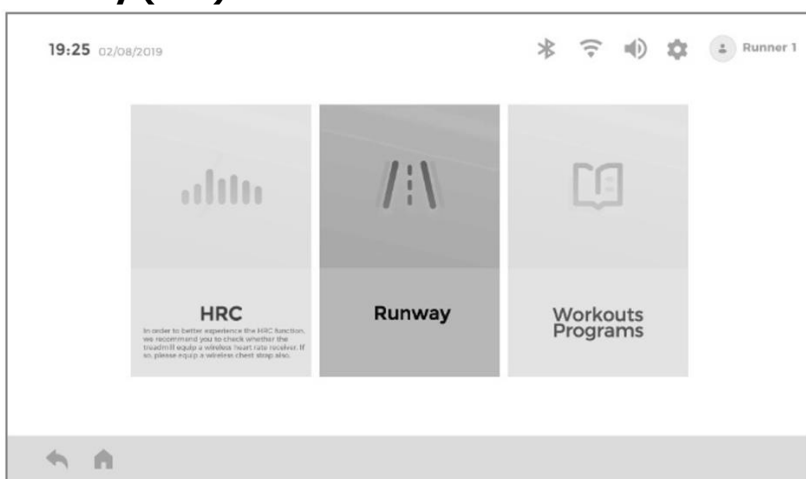 19:25 02/08/2019
Runner 1
HRC
In order to better experience the HRC function,
we recommend you to check whether the
treadmill equip a wireless heart rate receiver. If
so, please equip a wireless chest strap also.
Runway
Workouts
Programs